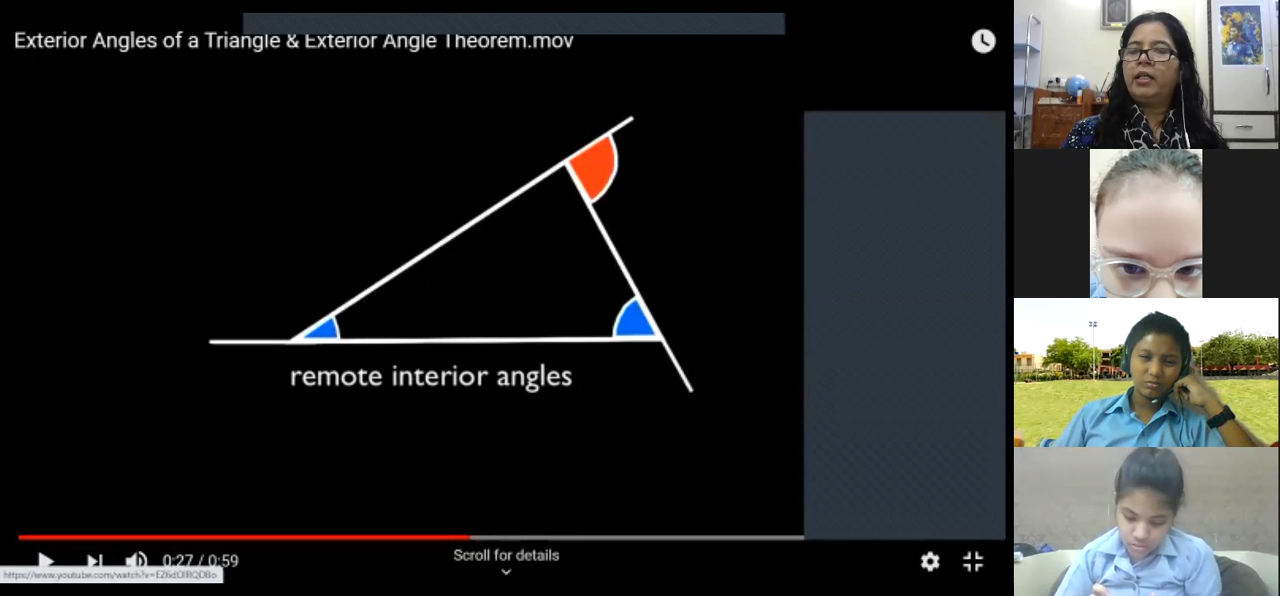 Exterior Angles of a Triangle & Exterior Angle Theorem.mov
remote interior angles
0:27 / 0:59
Scroll for details